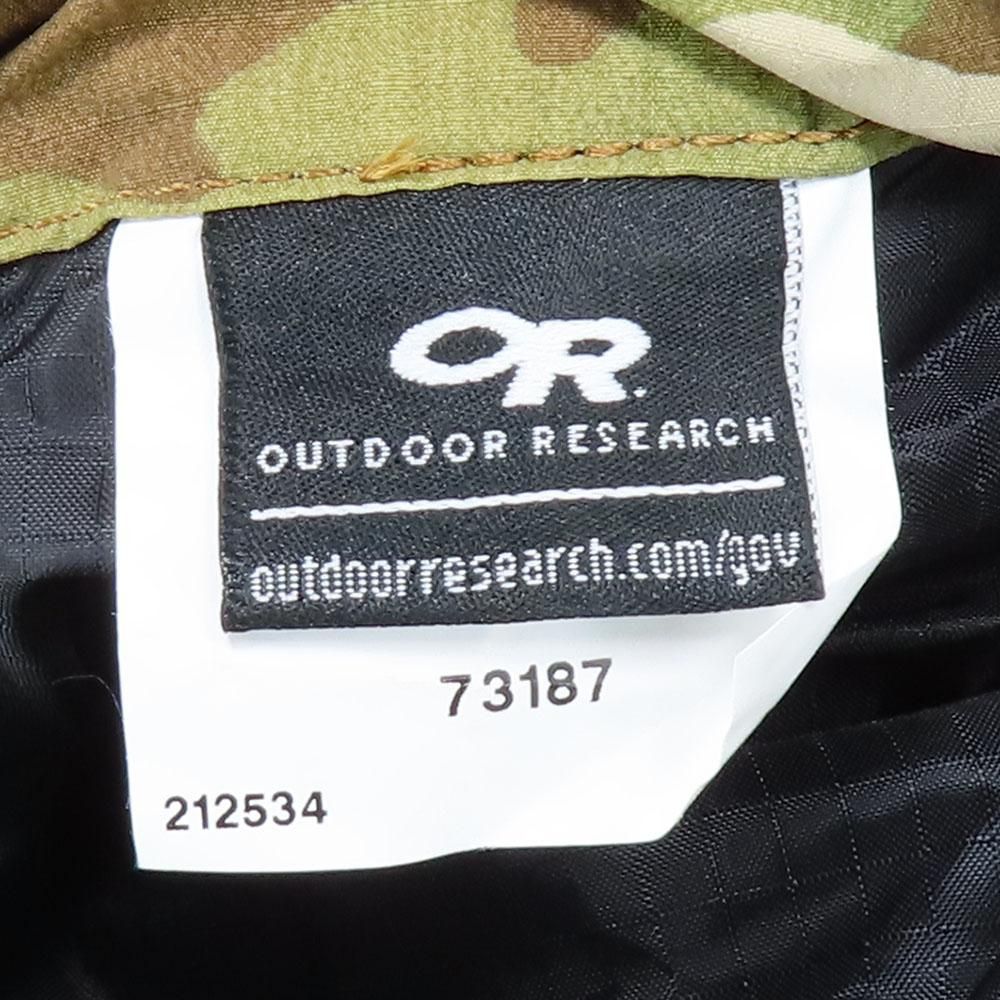 OR
OUTDOOR RESEARCH
outdoorresearch.com/gov
73187
212534